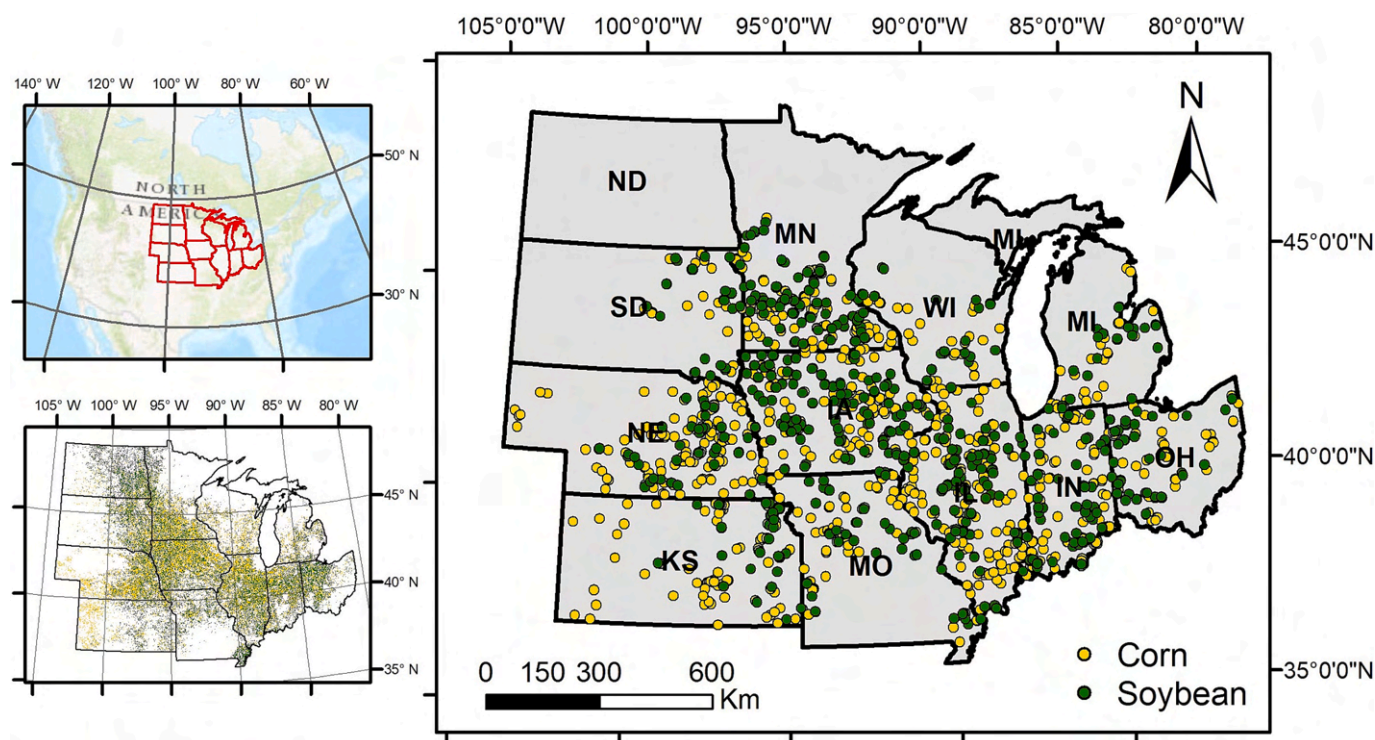 105°0'0"W 100°0'0"W 95°0'0"W 90°0'0"W 85°0'0"W 80°0'0"W
140° W 120° W 100° W 80° W 60° W
50° N
30° N
NORTH
AMERIC
105°W 100°W 95°W 90°W 85°W 80°W
45°N
40°N
35°N
N
ND
MN
MI
45°0'0"N
SD
WI
MI
NE
IA
IL
IN
OH
40°0'0"N
KS
MO
35°0'0"N
Corn
Soybean
0 150 300 600
Km